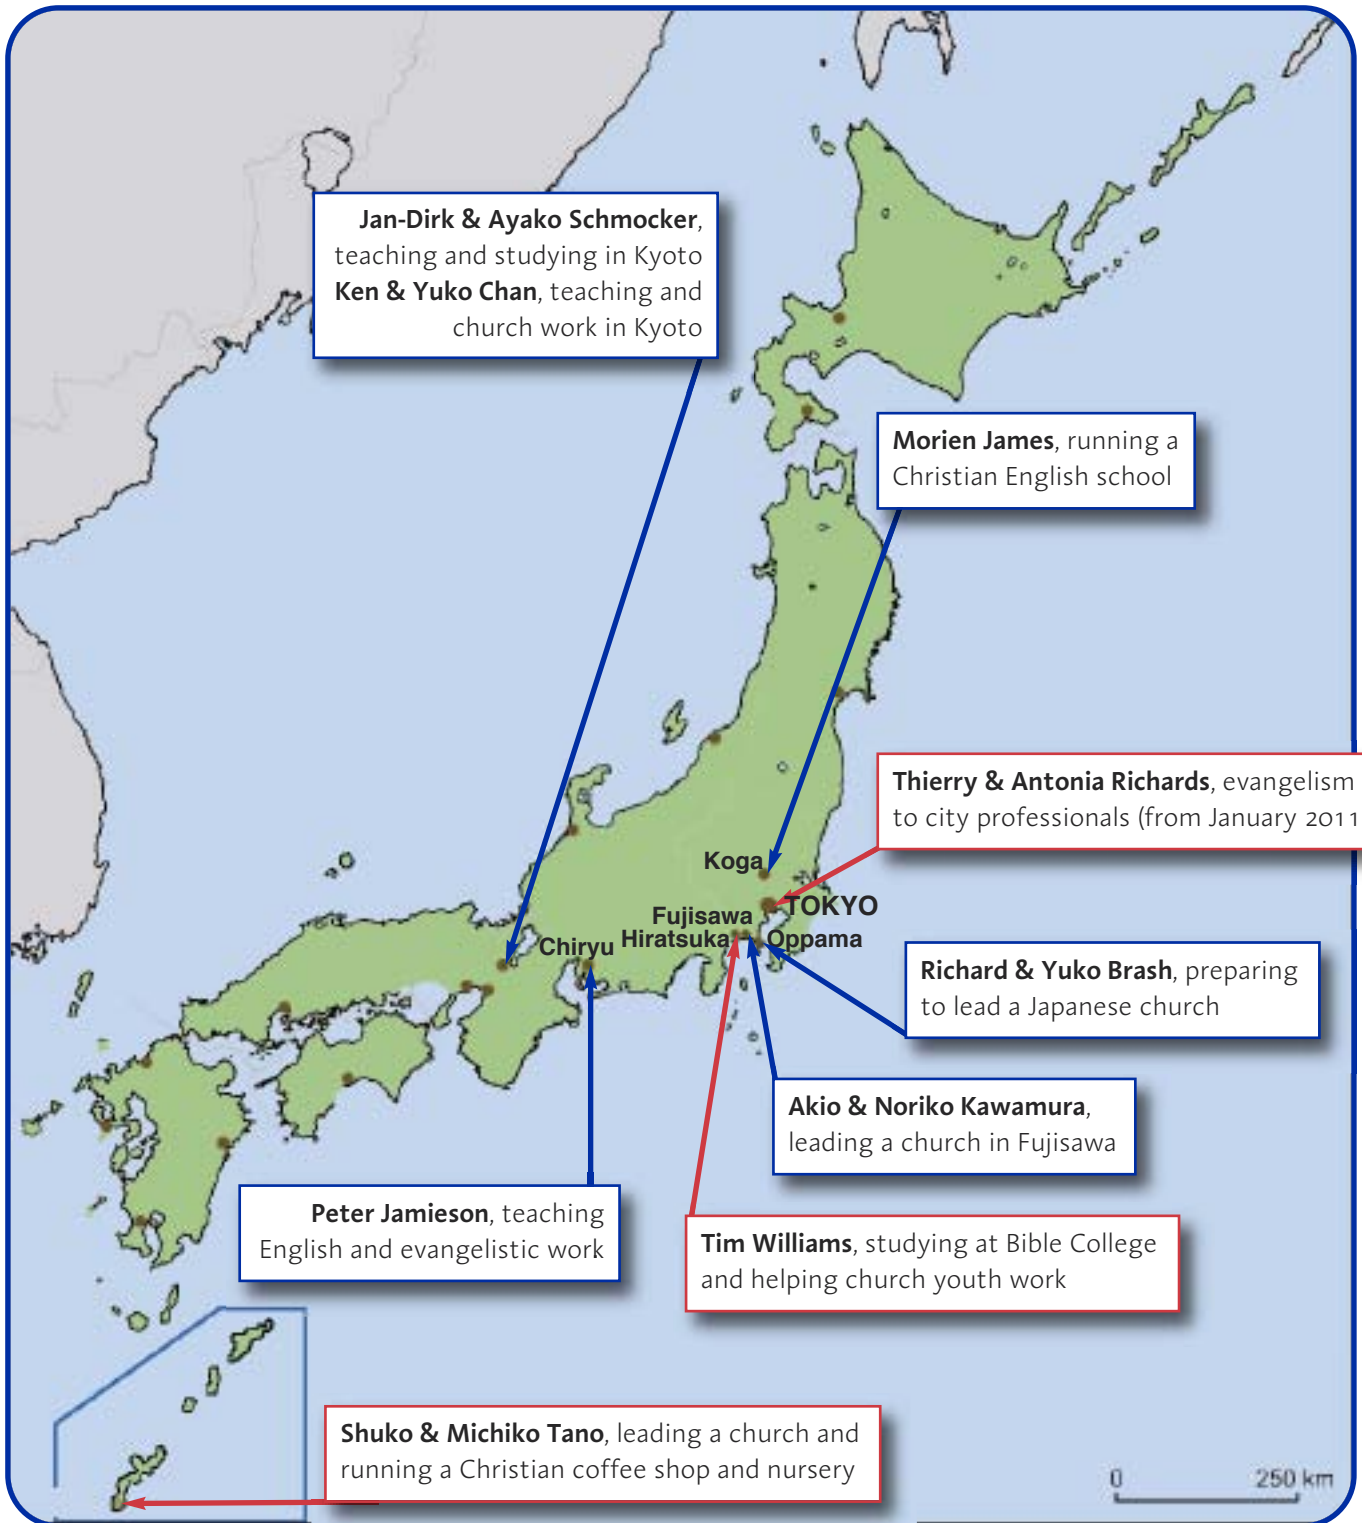 Jan-Dirk & Ayako Schmocker,
teaching and studying in Kyoto
Ken & Yuko Chan, teaching and
church work in Kyoto
Morien James, running a
Christian English school
Thierry & Antonia Richards, evangelism
to city professionals (from January 2011
Koga
TOKYO
Fujisawa
Hiratsuka
Oppama
Chiryu
Richard & Yuko Brash, preparing
to lead a Japanese church
Akio & Noriko Kawamura,
leading a church in Fujisawa
Peter Jamieson, teaching
English and evangelistic work
Tim Williams, studying at Bible College
and helping church youth work
Shuko & Michiko Tano, leading a church and
running a Christian coffee shop and nursery
0 250 km